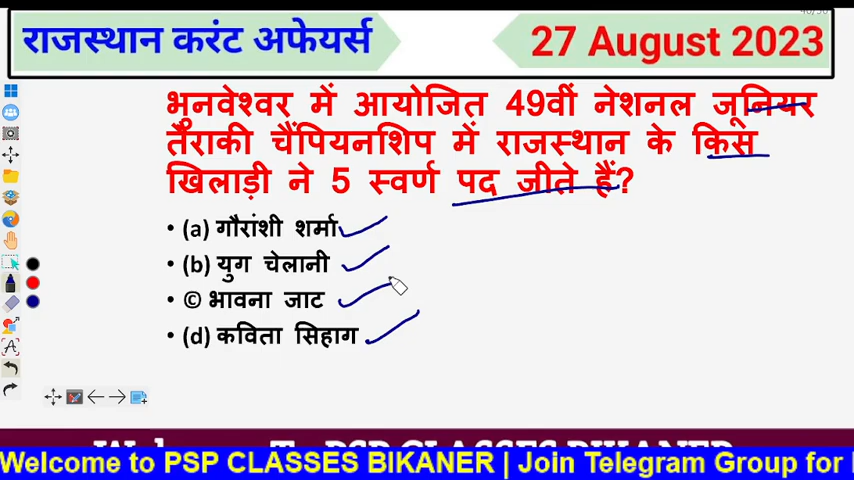 राजस्थान करंट अफेयर्स
27 August 2023
भुनवेश्वर में आयोजित 49वीं नेशनल जूनियर
तैराकी चैंपियनशिप में राजस्थान के किस
खिलाड़ी ने 5 स्वर्ण पद जीते हैं?
• (a) गौरांशी शर्मा
• (b) युग चेलानी
• © भावना जाट
• (d) कविता सिहाग
Welcome to PSP CLASSES BIKANER | Join Telegram Group for